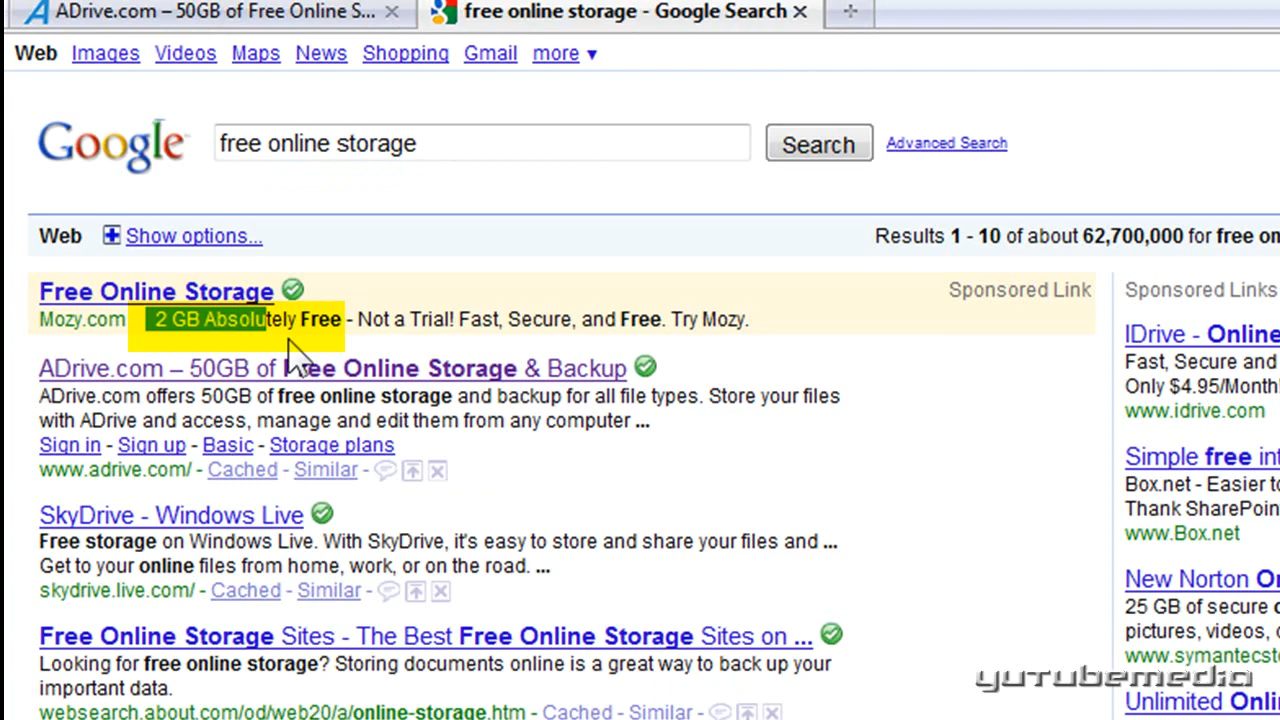 ADrive.com – 50GB of Free Online S...
free online storage - Google Search
Web Images Videos Maps News Shopping Gmail more ▼
Google
free online storage
Search
Advanced Search
Web Show options...
Results 1 - 10 of about 62,700,000 for free on
Free Online Storage
Sponsored Link
Mozy.com 2 GB Absolutely Free - Not a Trial! Fast, Secure, and Free. Try Mozy.
ADrive.com – 50GB of Free Online Storage & Backup
ADrive.com offers 50GB of free online storage and backup for all file types. Store your files
with ADrive and access, manage and edit them from any computer ...
Sign in - Sign up - Basic - Storage plans
www.adrive.com/ - Cached - Similar -
SkyDrive - Windows Live
Free storage on Windows Live. With SkyDrive, it's easy to store and share your files and ...
Get to your online files from home, work, or on the road. ...
skydrive.live.com/ - Cached - Similar -
Free Online Storage Sites - The Best Free Online Storage Sites on ...
Looking for free online storage? Storing documents online is a great way to back up your
important data.
websearch.about.com/od/web20/a/online-storage.htm - Cached - Similar -
Sponsored Links
IDrive - Online
Fast, Secure and
Only $4.95/Month
www.idrive.com
Simple free int
Box.net - Easier to
Thank SharePoin
www.Box.net
New Norton On
25 GB of secure o
pictures, videos, c
www.symantecsto
Unlimited Onli
yutubemedia